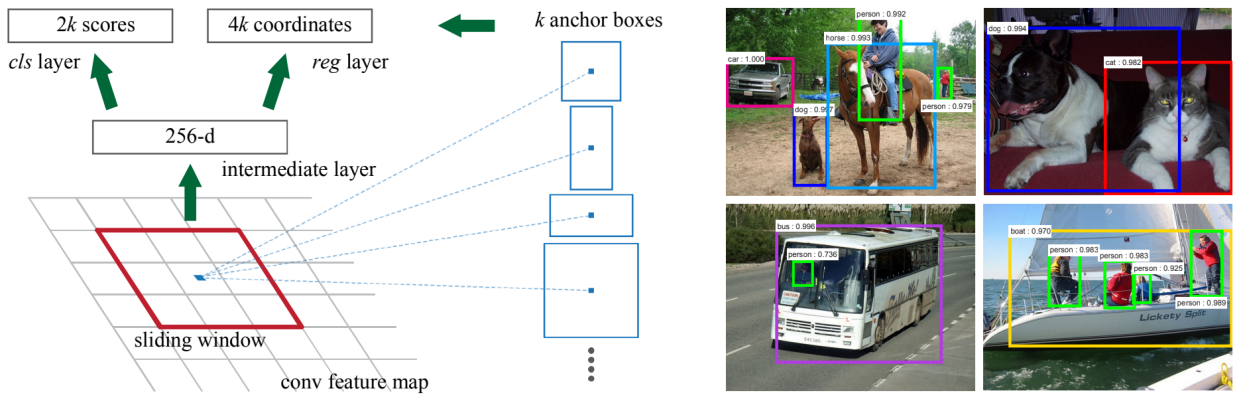 2k scores
4k coordinates
k anchor boxes
cls layer
reg layer
256-d
intermediate layer
sliding window
conv feature map
person : 0.992
horse : 0.993
car : 1.000
dog : 0.997
person : 0.979
dog : 0.994
cat : 0.982
bus : 0.996
person : 0.736
boat : 0.970
person : 0.983
person : 0.983
person : 0.925
person : 0.989
Lickety Split